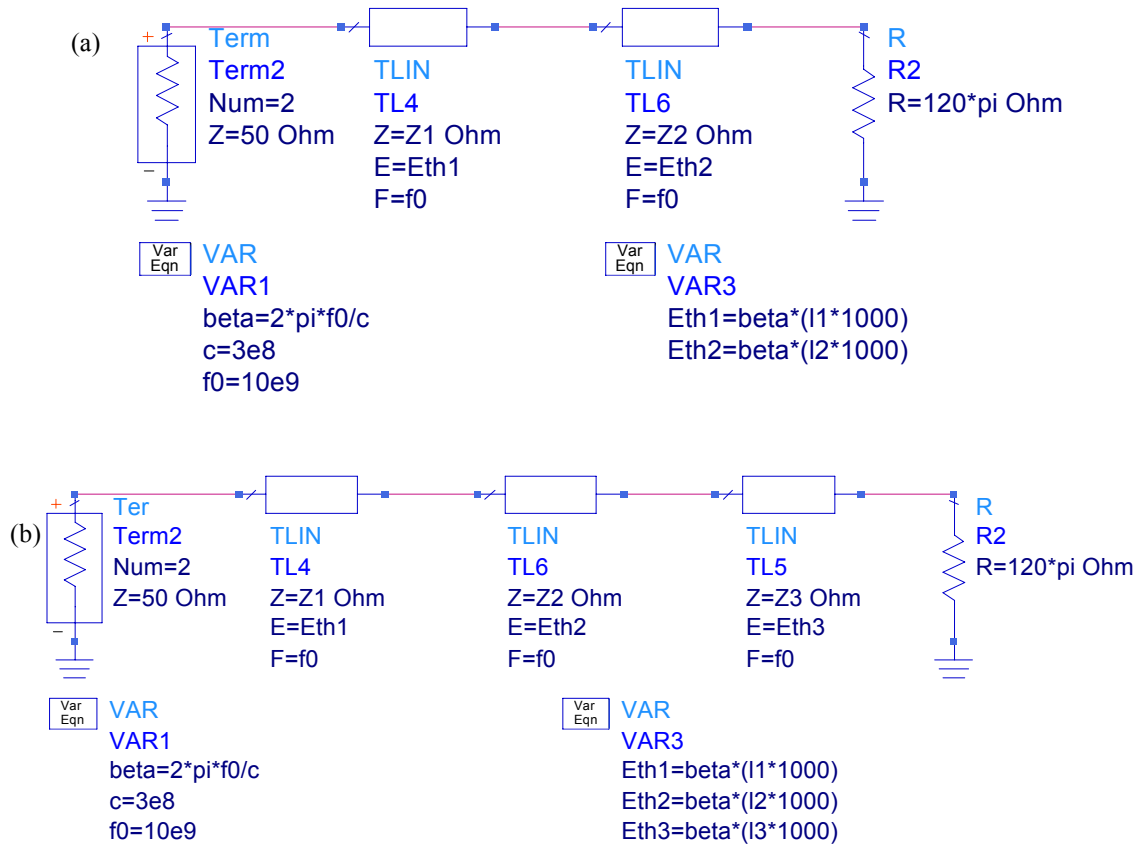 (a)
+
Term
Term2
Num=2
Z=50 Ohm
−
TLIN
TL4
Z=Z1 Ohm
E=Eth1
F=f0
TLIN
TL6
Z=Z2 Ohm
E=Eth2
F=f0
R
R2
R=120*pi Ohm
Var
Eqn
VAR
VAR1
beta=2*pi*f0/c
c=3e8
f0=10e9
Var
Eqn
VAR
VAR3
Eth1=beta*(l1*1000)
Eth2=beta*(l2*1000)
(b)
+
Ter
Term2
Num=2
Z=50 Ohm
−
TLIN
TL4
Z=Z1 Ohm
E=Eth1
F=f0
TLIN
TL6
Z=Z2 Ohm
E=Eth2
F=f0
TLIN
TL5
Z=Z3 Ohm
E=Eth3
F=f0
R
R2
R=120*pi Ohm
Var
Eqn
VAR
VAR1
beta=2*pi*f0/c
c=3e8
f0=10e9
Var
Eqn
VAR
VAR3
Eth1=beta*(l1*1000)
Eth2=beta*(l2*1000)
Eth3=beta*(l3*1000)